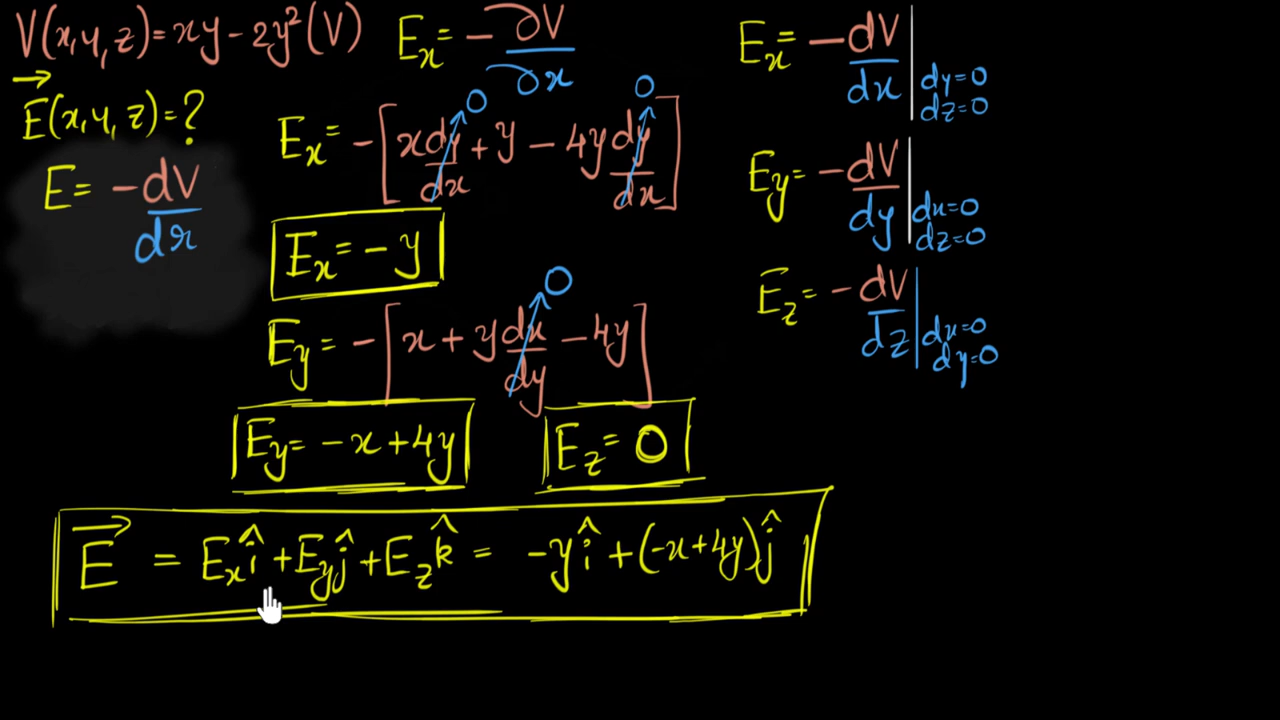 V(x,y,z)=xy-2y²(V)
E⃗(x,y,z)=?
E= -dV/dr
Ex= -∂V/∂x
Ex= -[x dy/dx + y - 4y dy/dx]
0 0
Ex= -y
Ey= -[x + y dx/dy - 4y]
0
Ey= -x+4y
Ez= 0
Ex= -dV/dx | dy=0 dz=0
Ey= -dV/dy | dx=0 dz=0
Ez= -dV/dz | dx=0 dy=0
E⃗ = Ex î + Ey ĵ + Ez k̂ = -y î + (-x+4y) ĵ